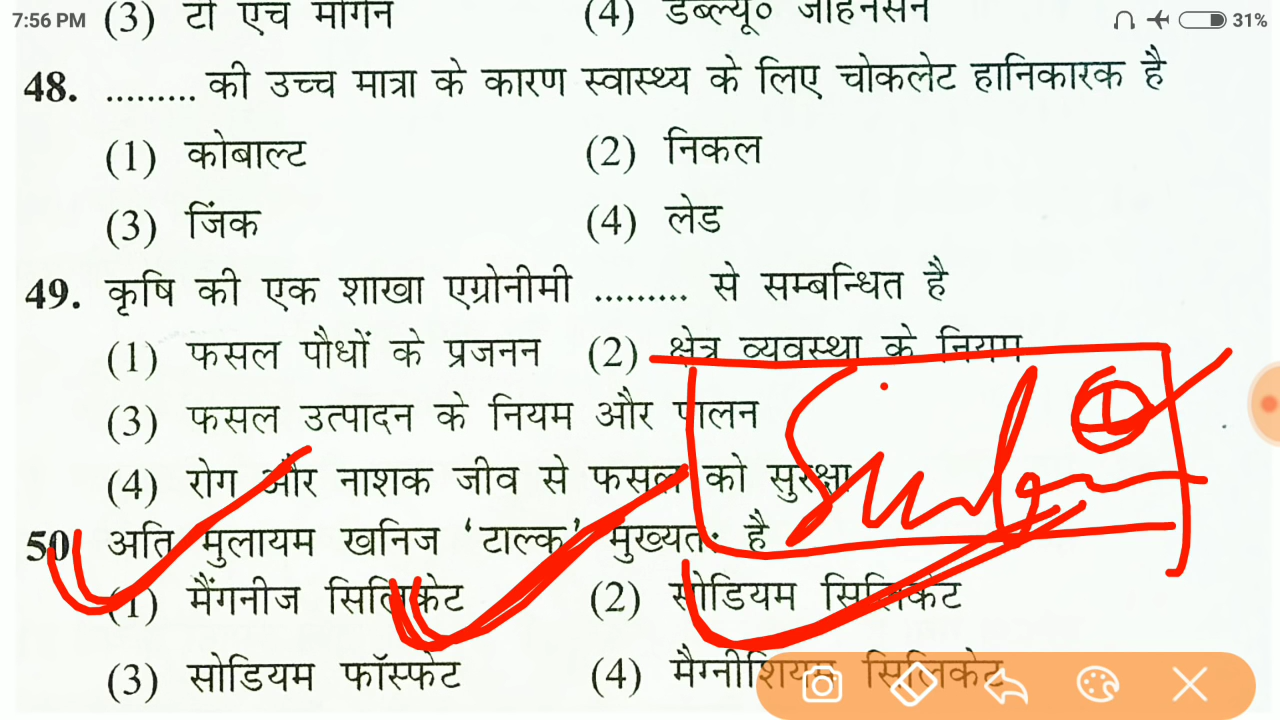 7:56 PM 31%
(3) टी एच मॉर्गन (4) डब्ल्यू० जोहनसन
48. ......... की उच्च मात्रा के कारण स्वास्थ्य के लिए चोकलेट हानिकारक है
(1) कोबाल्ट (2) निकल
(3) जिंक (4) लेड
49. कृषि की एक शाखा एग्रोनीमी ......... से सम्बन्धित है
(1) फसल पौधों के प्रजनन (2) क्षेत्र व्यवस्था के नियम
(3) फसल उत्पादन के नियम और पालन
(4) रोग और नाशक जीव से फसल को सुरक्षा
50 अति मुलायम खनिज 'टाल्क' मुख्यतः है
(1) मैंगनीज सिलिकेट (2) सोडियम सिलिकेट
(3) सोडियम फॉस्फेट (4) मैग्नीशियम सिलिकेट